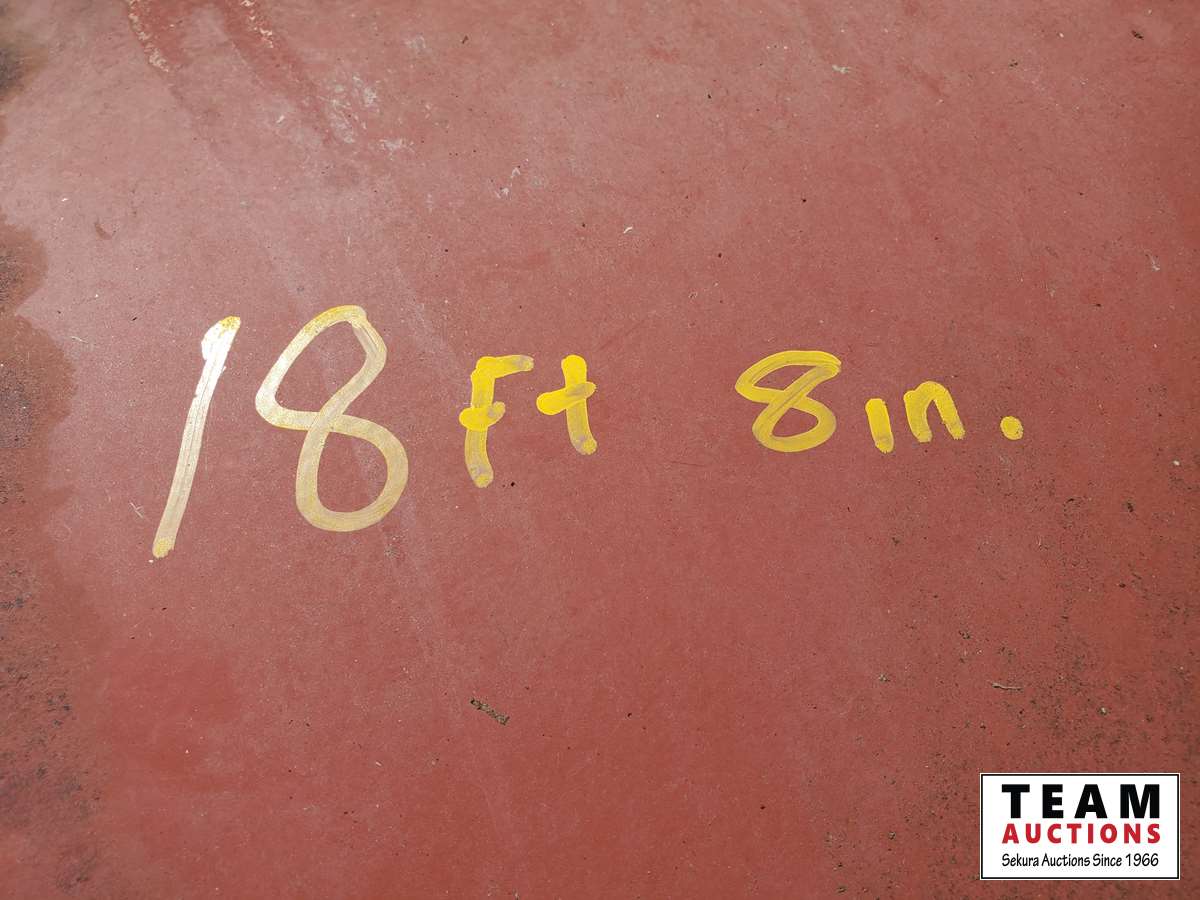 18 Ft 8 in.
TEAM
AUCTIONS
Sekura Auctions Since 1966